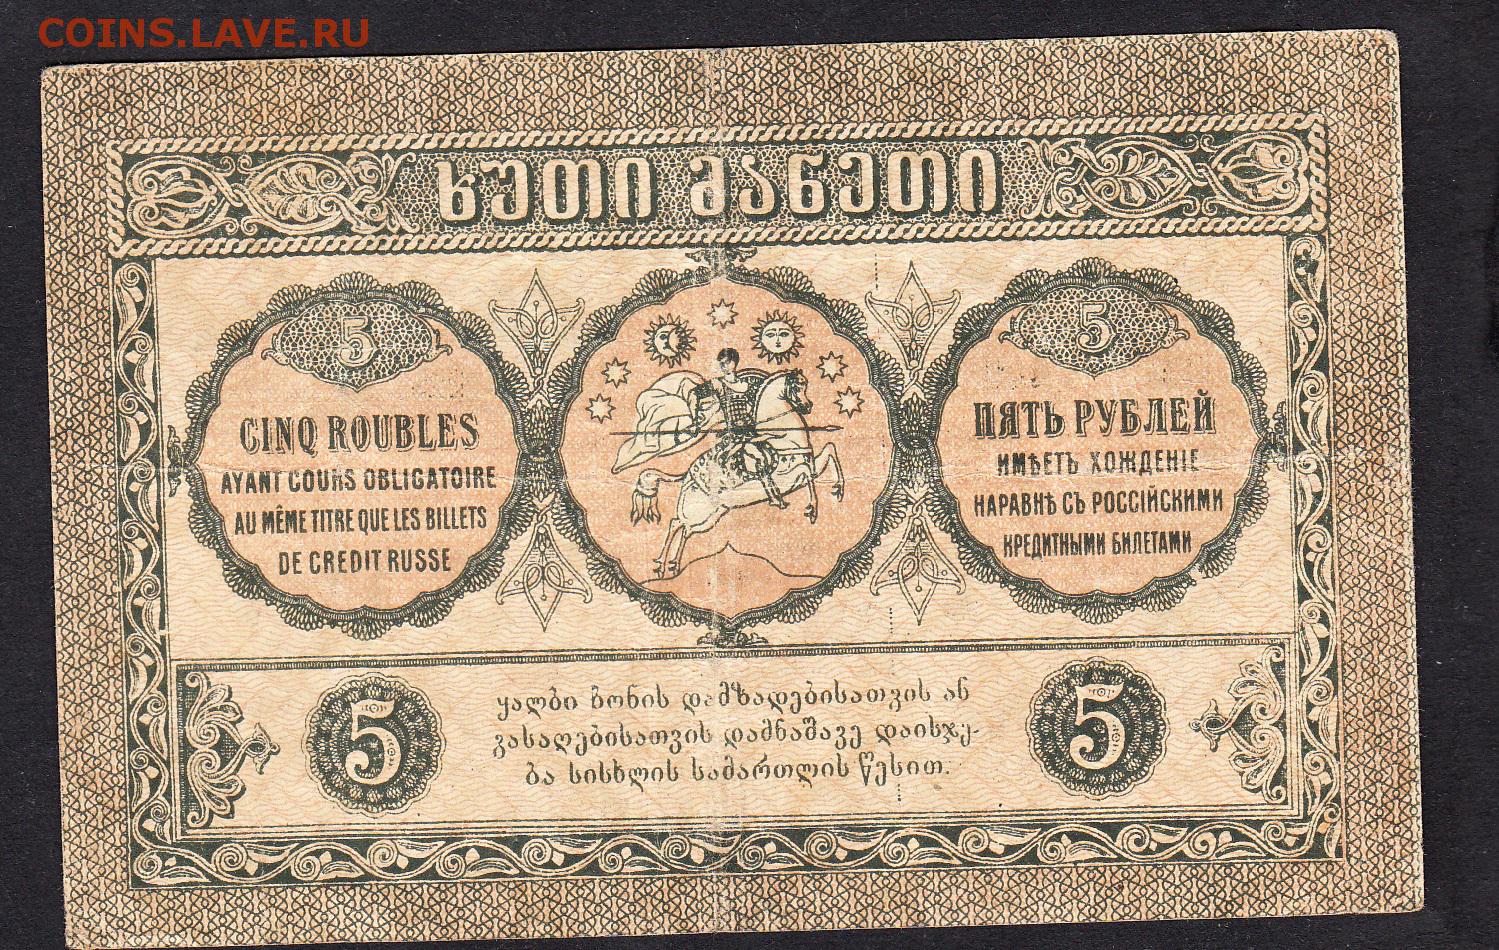 COINS.LAVE.RU
ხუთი მანეთი
5
CINQ ROUBLES
AYANT COURS OBLIGATOIRE
AU MÊME TITRE QUE LES BILLETS
DE CREDIT RUSSE
5
ПЯТЬ РУБЛЕЙ
ИМѢЕТЪ ХОЖДЕНІЕ
НАРАВНѢ СЪ РОССІЙСКИМИ
КРЕДИТНЫМИ БИЛЕТАМИ
5
ყალბი ბონის დამზადებისათვის ან
გასაღებისათვის დამნაშავე დაისჯე-
ბა სისხლის სამართლის წესით.
5